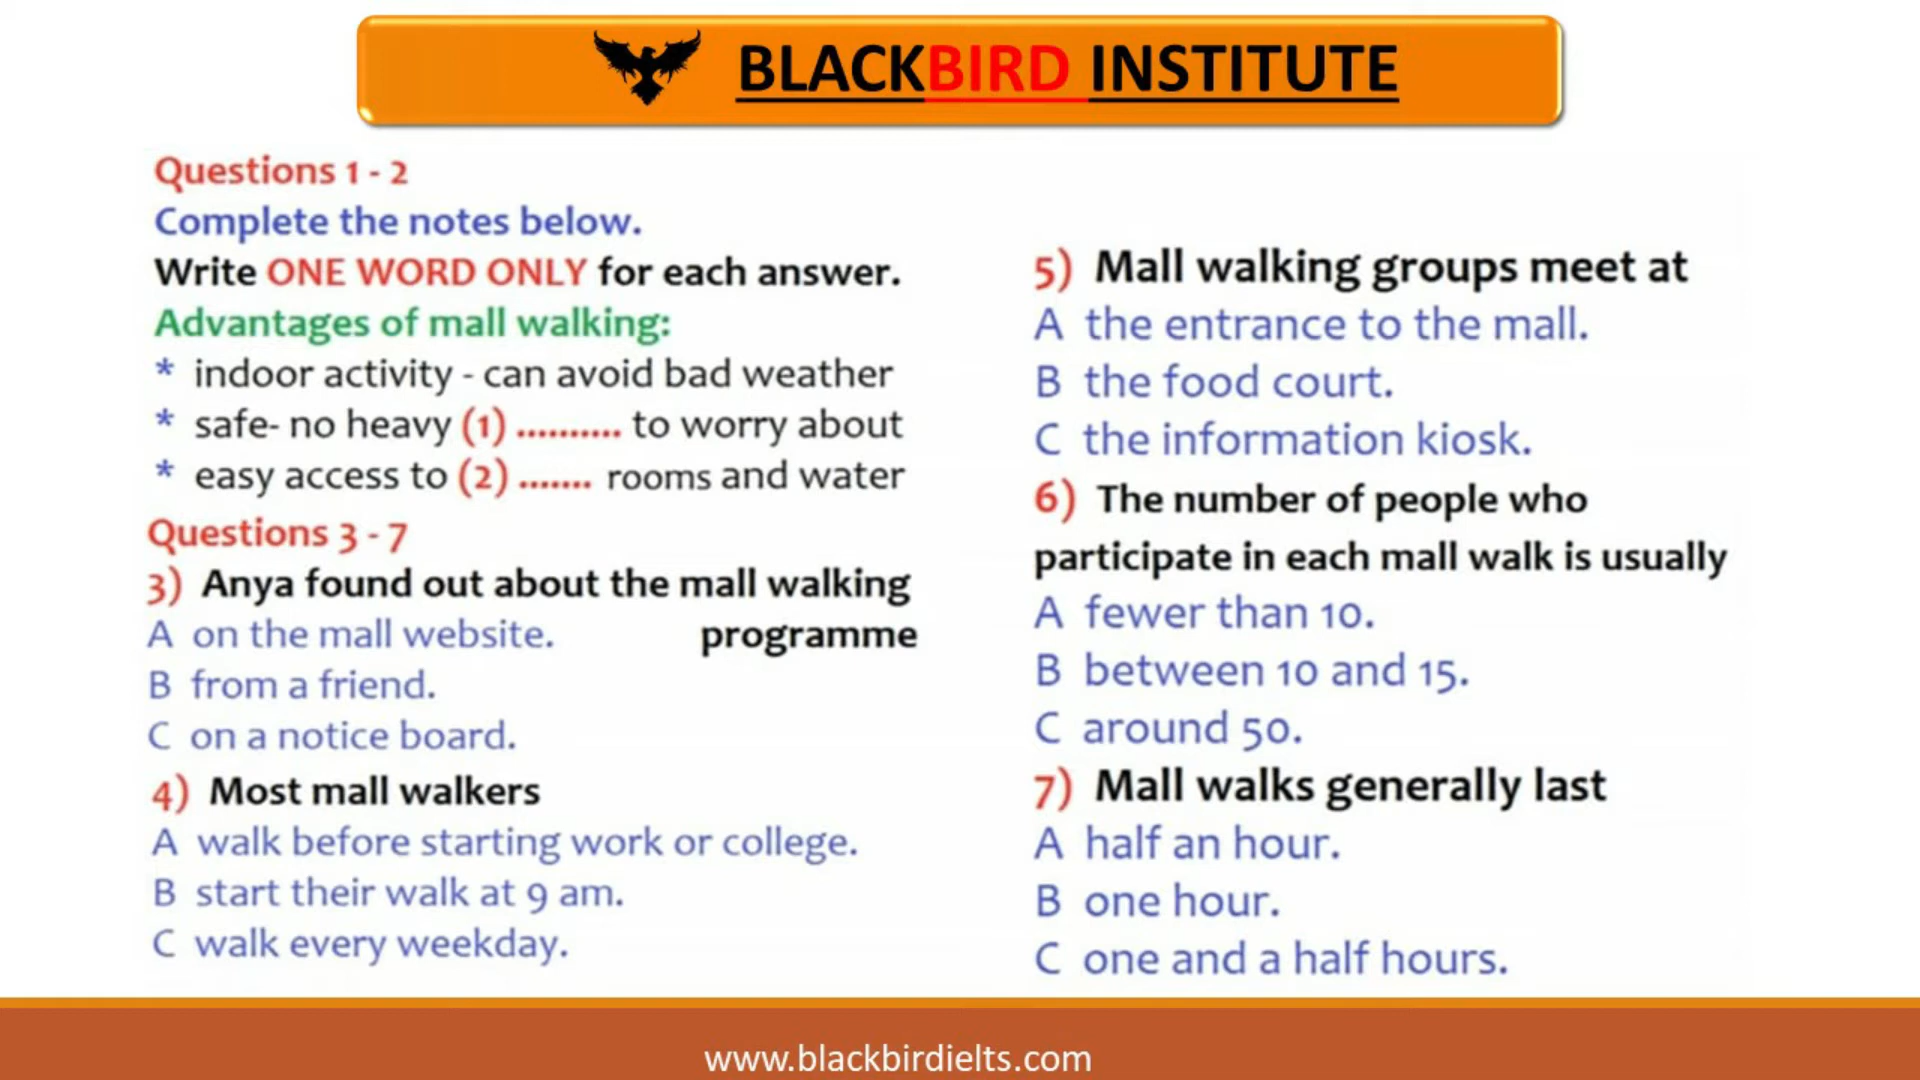 BLACKBIRD INSTITUTE
Questions 1 - 2
Complete the notes below.
Write ONE WORD ONLY for each answer.
Advantages of mall walking:
* indoor activity - can avoid bad weather
* safe- no heavy (1) .......... to worry about
* easy access to (2) ....... rooms and water
Questions 3 - 7
3) Anya found out about the mall walking
A on the mall website. programme
B from a friend.
C on a notice board.
4) Most mall walkers
A walk before starting work or college.
B start their walk at 9 am.
C walk every weekday.
5) Mall walking groups meet at
A the entrance to the mall.
B the food court.
C the information kiosk.
6) The number of people who
participate in each mall walk is usually
A fewer than 10.
B between 10 and 15.
C around 50.
7) Mall walks generally last
A half an hour.
B one hour.
C one and a half hours.
www.blackbirdielts.com